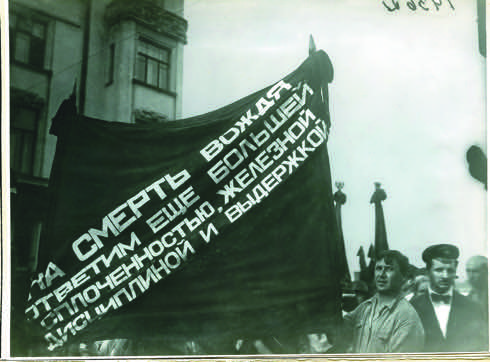 НА СМЕРТЬ ВОЖДЯ
ОТВЕТИМ ЕЩЕ БОЛЬШЕЙ
СПЛОЧЕННОСТЬЮ, ЖЕЛЕЗНОЙ
ДИСЦИПЛИНОЙ И ВЫДЕРЖКОЙ